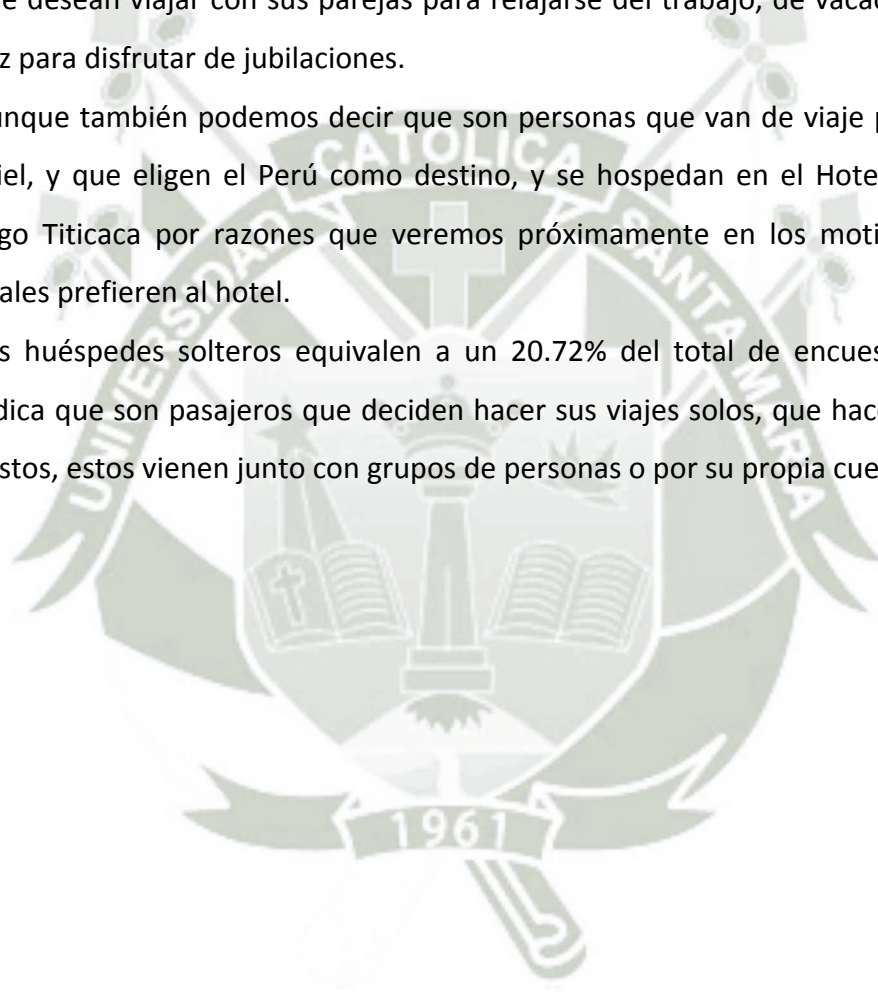 e desean viajar con sus parejas para relajarse del trabajo, de vaca
z para disfrutar de jubilaciones.
unque también podemos decir que son personas que van de viaje
iel, y que eligen el Perú como destino, y se hospedan en el Hote
go Titicaca por razones que veremos próximamente en los moti
ales prefieren al hotel.
s huéspedes solteros equivalen a un 20.72% del total de encues
dica que son pasajeros que deciden hacer sus viajes solos, que hac
stos, estos vienen junto con grupos de personas o por su propia cue
UNIVERSIDAD CATOLICA SANTA MARIA
1961